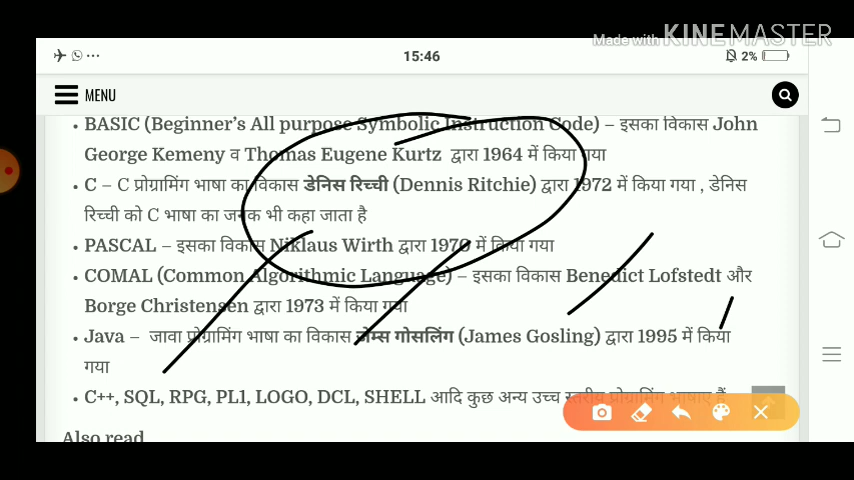 Made with KINEMASTER
15:46
2%
MENU
BASIC (Beginner's All purpose Symbolic Instruction Code) – इसका विकास John
George Kemeny व Thomas Eugene Kurtz द्वारा 1964 में किया गया
C – C प्रोग्रामिंग भाषा का विकास डेनिस रिच्ची (Dennis Ritchie) द्वारा 1972 में किया गया , डेनिस
रिच्ची को C भाषा का जनक भी कहा जाता है
PASCAL – इसका विकास Niklaus Wirth द्वारा 1970 में किया गया
COMAL (Common Algorithmic Language) – इसका विकास Benedict Lofstedt और
Borge Christensen द्वारा 1973 में किया गया
Java – जावा प्रोग्रामिंग भाषा का विकास जेम्स गोसलिंग (James Gosling) द्वारा 1995 में किया
गया
C++, SQL, RPG, PL1, LOGO, DCL, SHELL आदि कुछ अन्य उच्च स्तरीय प्रोग्रामिंग भाषाए हैं
Also read